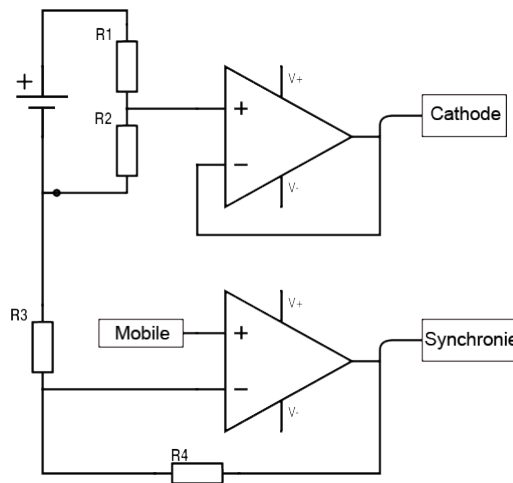 R1
+
R2
+
−
V+
V-
Cathode
R3
Mobile
+
−
V+
V-
Synchronie
R4